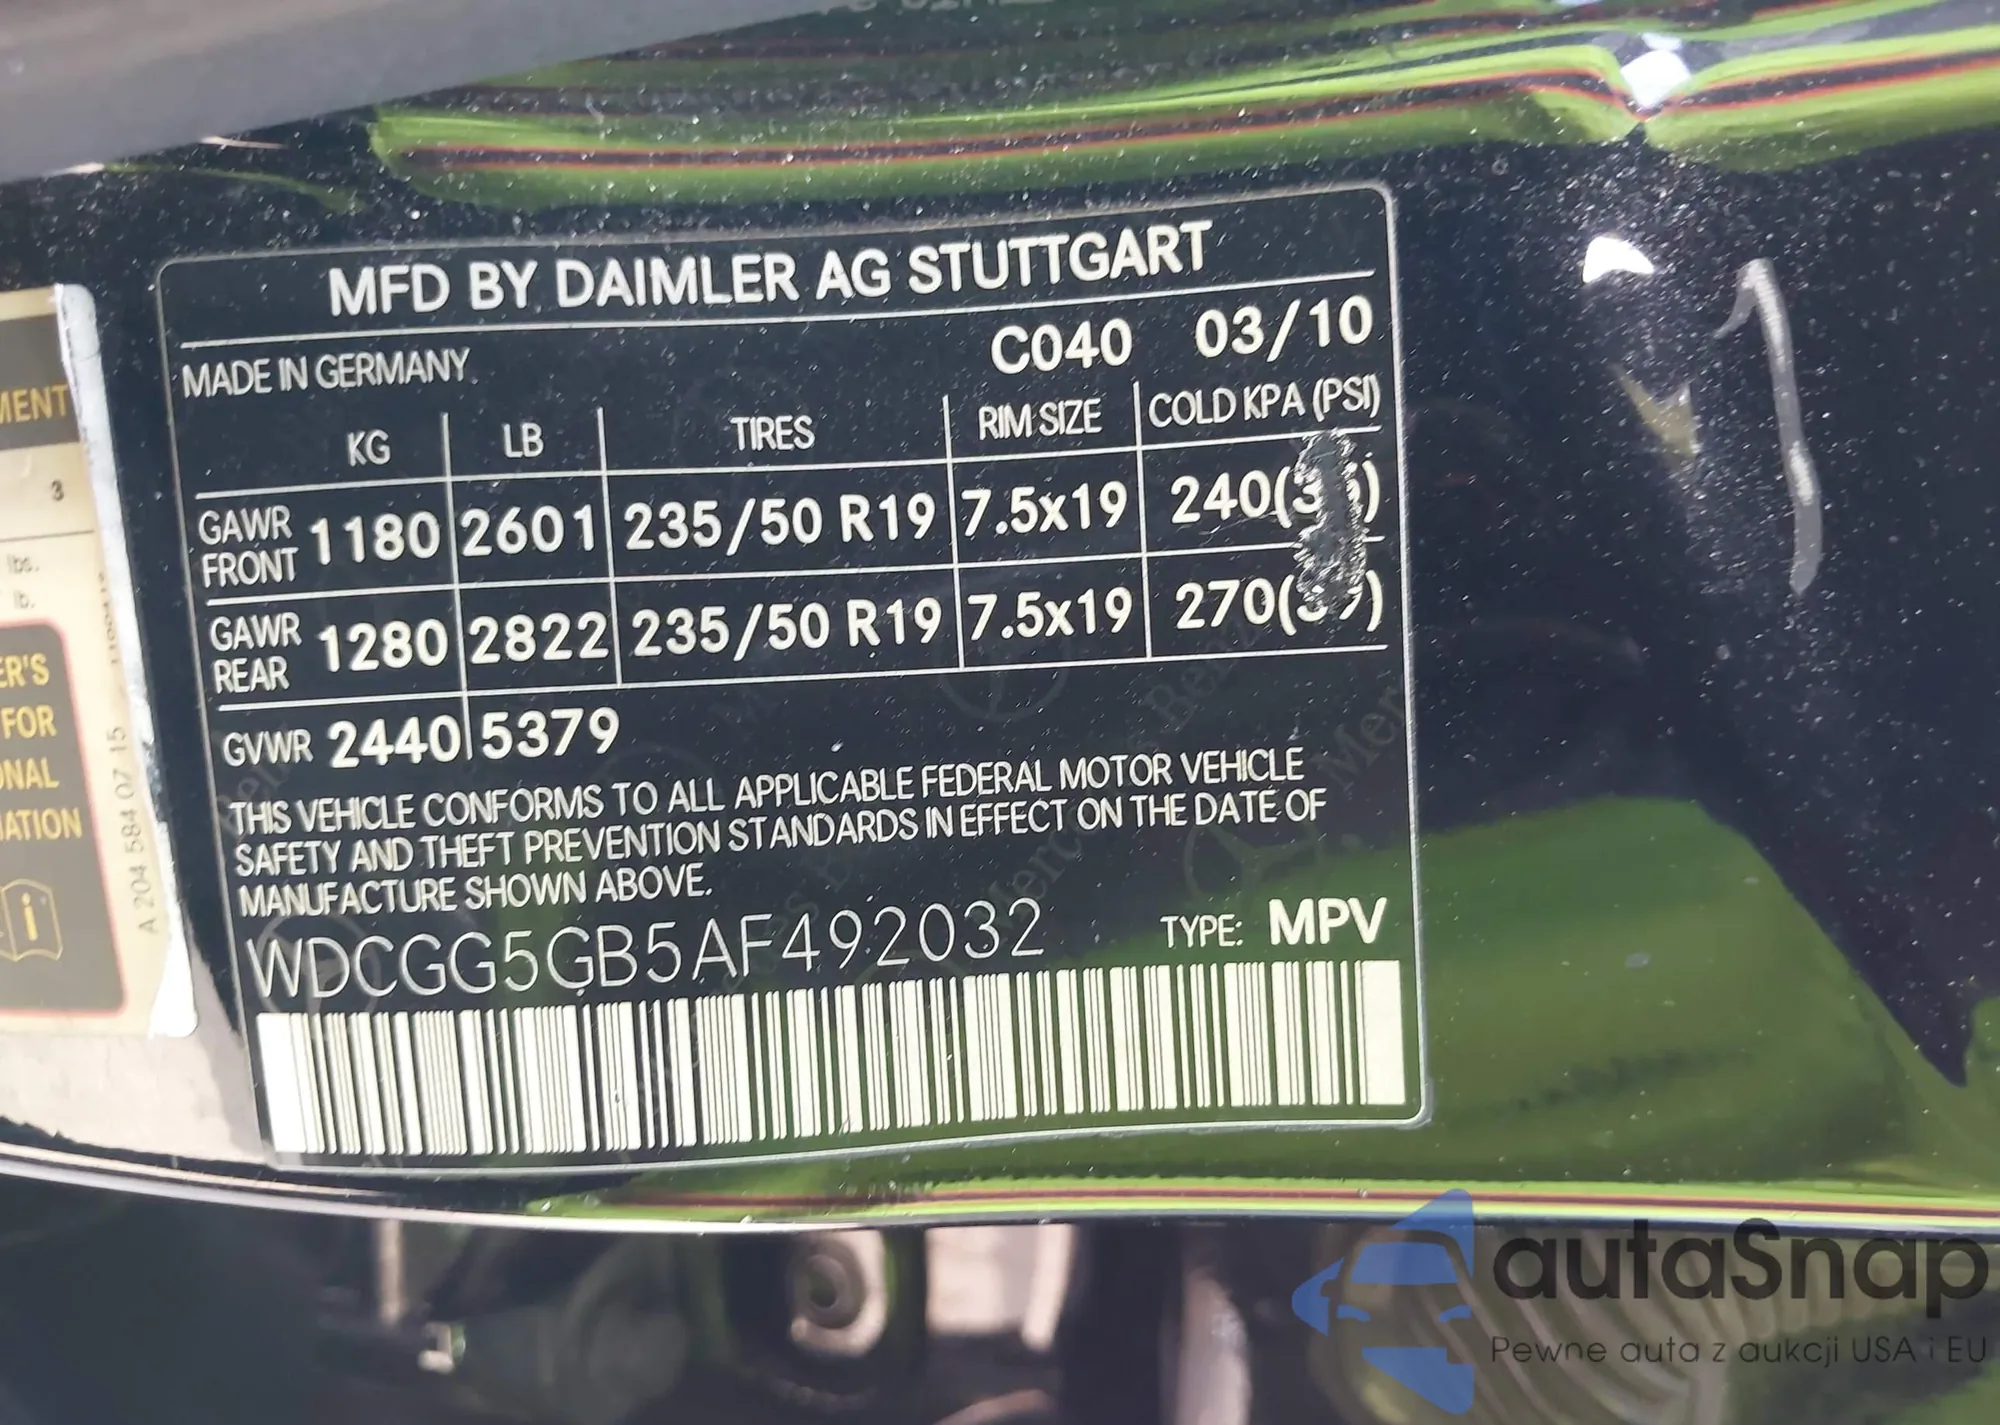 MFD BY DAIMLER AG STUTTGART
MADE IN GERMANY C040 03/10
KG LB TIRES RIM SIZE COLD KPA (PSI)
GAWR FRONT 1180 2601 235/50 R19 7.5x19 240(
GAWR REAR 1280 2822 235/50 R19 7.5x19 270(
GVWR 2440 5379
THIS VEHICLE CONFORMS TO ALL APPLICABLE FEDERAL MOTOR VEHICLE
SAFETY AND THEFT PREVENTION STANDARDS IN EFFECT ON THE DATE OF
MANUFACTURE SHOWN ABOVE.
WDCGG5GB5AF492032 TYPE: MPV
3
lbs.
lb.
FOR
A 204 584 07 15
autaSnap
Pewne auta z aukcji USA i EU